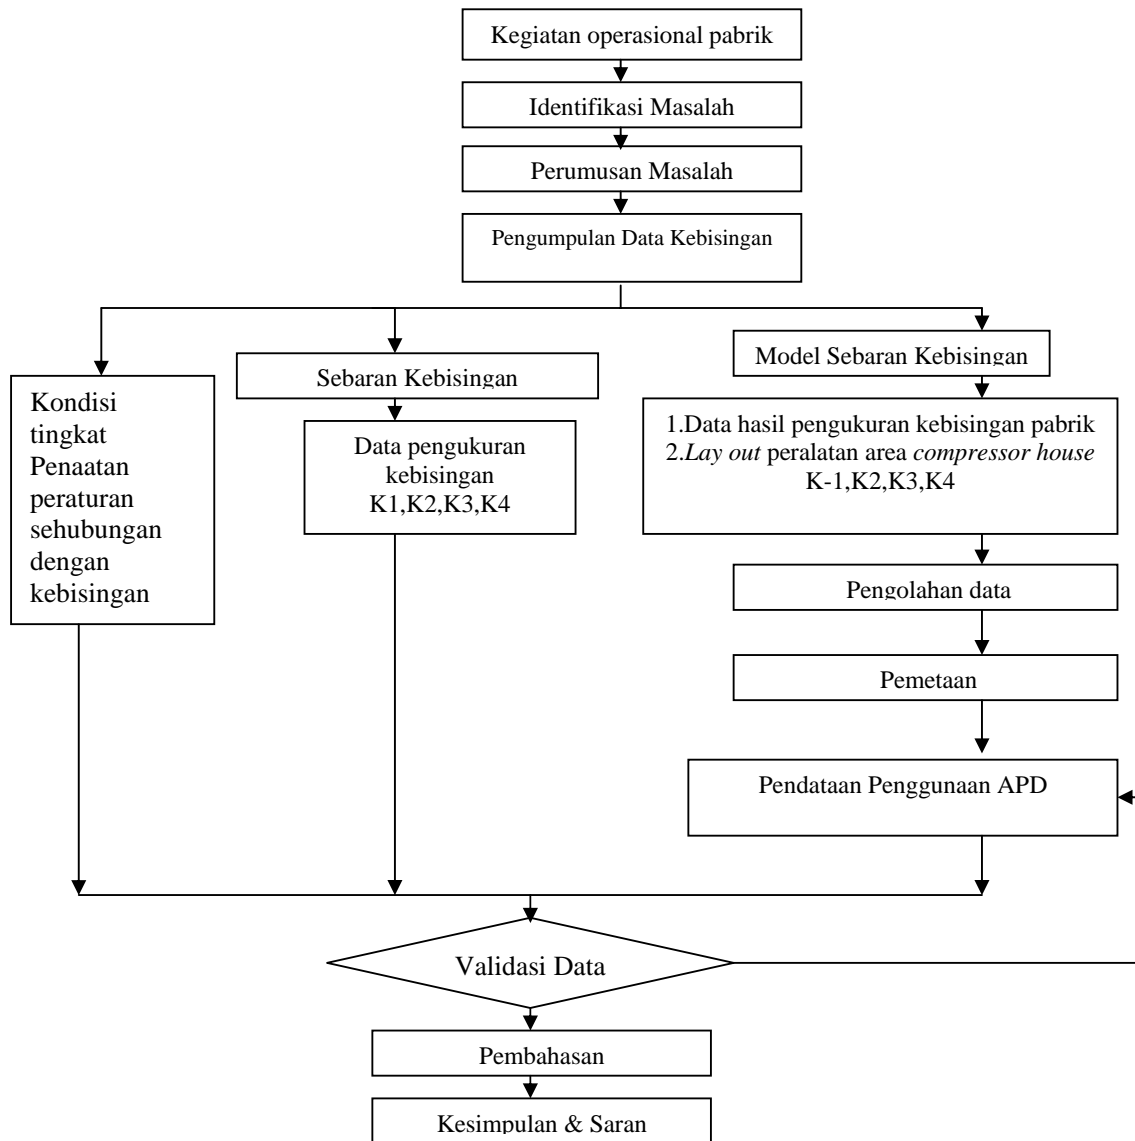 Kegiatan operasional pabrik
Identifikasi Masalah
Perumusan Masalah
Pengumpulan Data Kebisingan
Kondisi
tingkat
Penaatan
peraturan
sehubungan
dengan
kebisingan
Sebaran Kebisingan
Data pengukuran
kebisingan
K1,K2,K3,K4
Model Sebaran Kebisingan
1.Data hasil pengukuran kebisingan pabrik
2.Lay out peralatan area compressor house
K-1,K2,K3,K4
Pengolahan data
Pemetaan
Pendataan Penggunaan APD
Validasi Data
Pembahasan
Kesimpulan & Saran